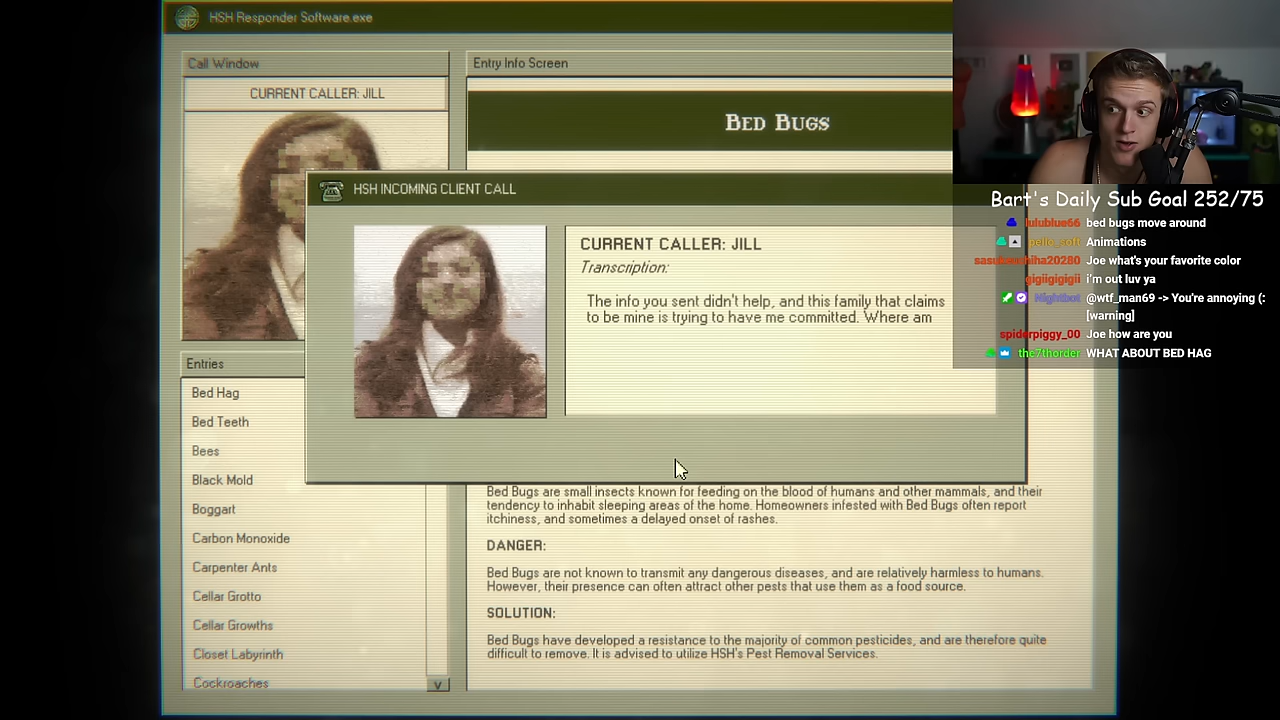 HSH Responder Software.exe
Call Window
CURRENT CALLER: JILL
Entry Info Screen
Bed Bugs
HSH INCOMING CLIENT CALL
CURRENT CALLER: JILL
Transcription:
The info you sent didn't help, and this family that claims
to be mine is trying to have me committed. Where am
Entries
Bed Hag
Bed Teeth
Bees
Black Mold
Boggart
Carbon Monoxide
Carpenter Ants
Cellar Grotto
Cellar Growths
Closet Labyrinth
Cockroaches
V
Bed Bugs are small insects known for feeding on the blood of humans and other mammals, and their
tendency to inhabit sleeping areas of the home. Homeowners infested with Bed Bugs often report
itchiness, and sometimes a delayed onset of rashes.
DANGER:
Bed Bugs are not known to transmit any dangerous diseases, and are relatively harmless to humans.
However, their presence can often attract other pests that use them as a food source.
SOLUTION:
Bed Bugs have developed a resistance to the majority of common pesticides, and are therefore quite
difficult to remove. It is advised to utilize HSH's Pest Removal Services.
Bart's Daily Sub Goal 252/75
lulublue66 bed bugs move around
Animations
Joe what's your favorite color
i'm out luv ya
Nightbot @wtf_man69 -> You're annoying (:
[warning]
spiderpiggy_00 Joe how are you
the7thorder WHAT ABOUT BED HAG